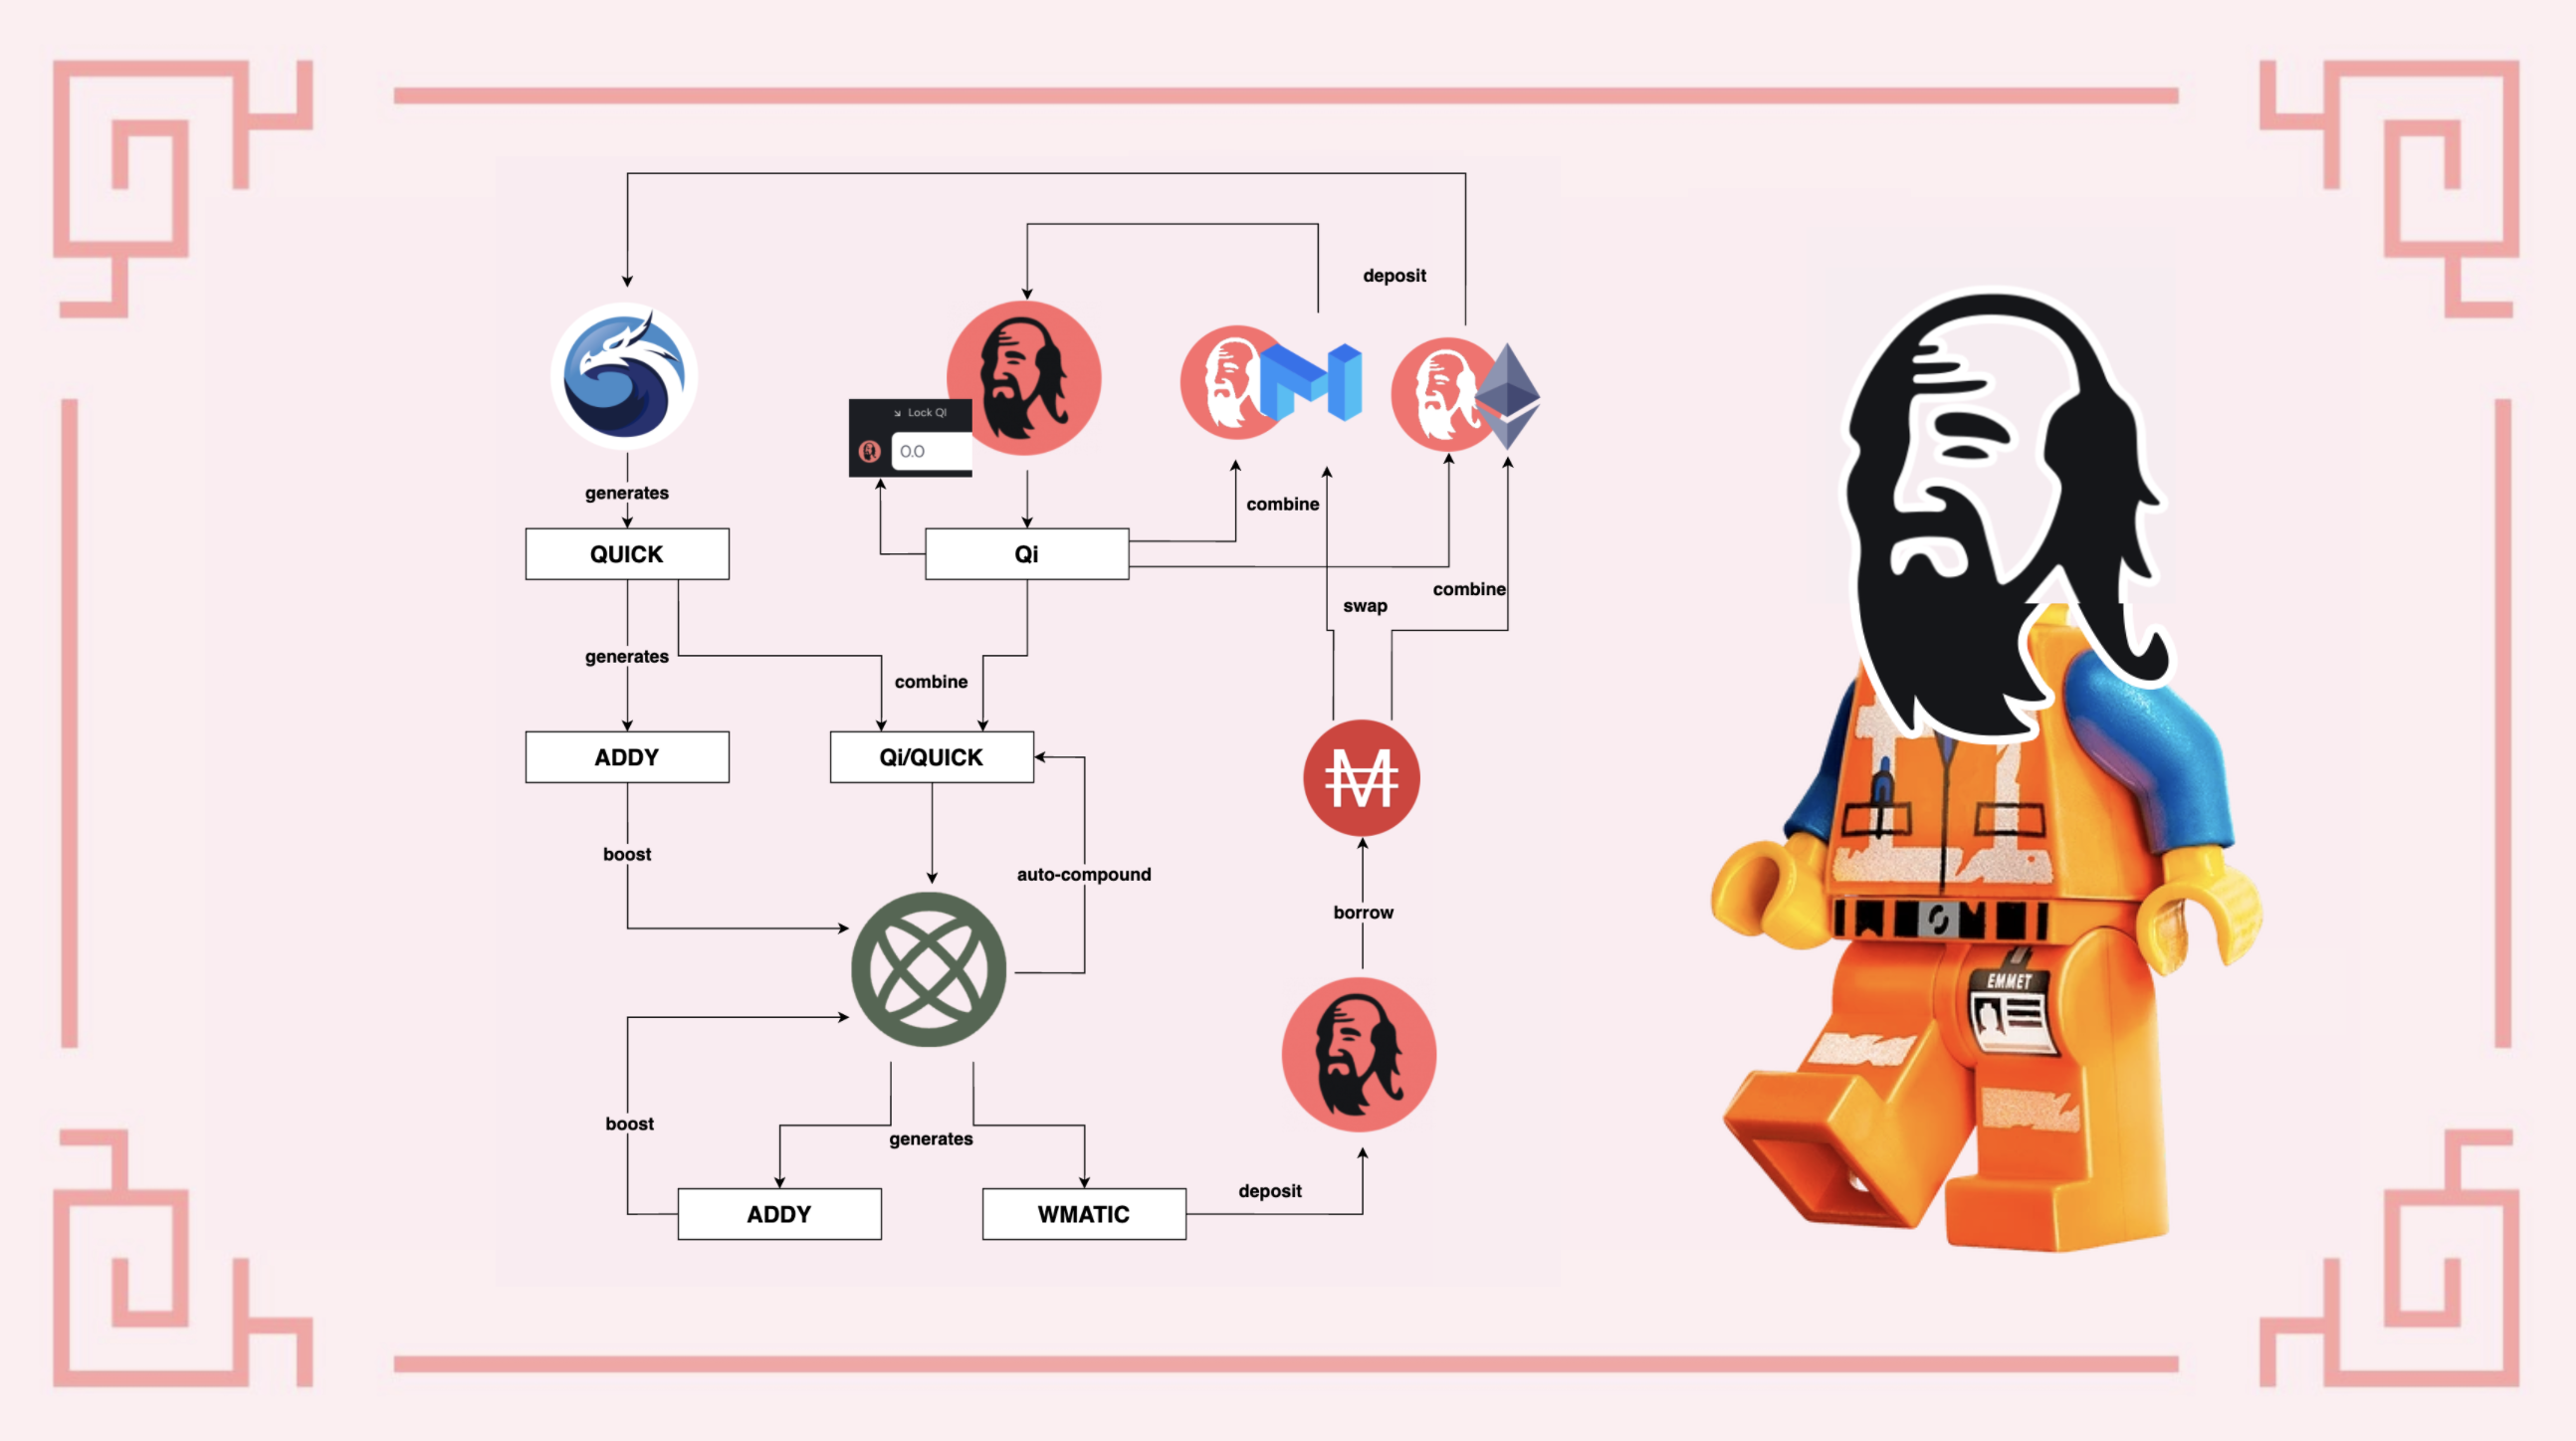 deposit
Lock QI
0.0
generates
combine
QUICK
Qi
combine
swap
generates
combine
ADDY
Qi/QUICK
boost
auto-compound
borrow
EMMET
boost
generates
deposit
ADDY
WMATIC